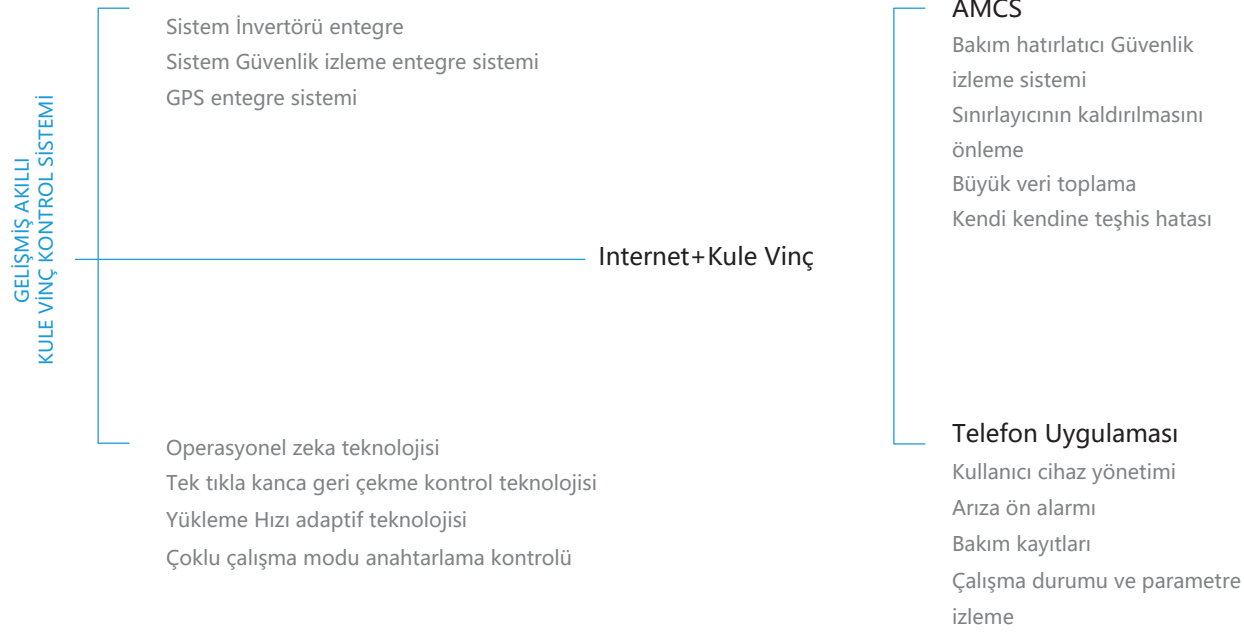 GELİŞMİŞ AKILLI
KULE VİNÇ KONTROL SİSTEMİ
Sistem İnvertörü entegre
Sistem Güvenlik izleme entegre sistemi
GPS entegre sistemi
Internet+Kule Vinç
Operasyonel zeka teknolojisi
Tek tıkla kanca geri çekme kontrol teknolojisi
Yükleme Hızı adaptif teknolojisi
Çoklu çalışma modu anahtarlama kontrolü
AMCS
Bakım hatırlatıcı Güvenlik
izleme sistemi
Sınırlayıcının kaldırılmasını
önleme
Büyük veri toplama
Kendi kendine teşhis hatası
Telefon Uygulaması
Kullanıcı cihaz yönetimi
Arıza ön alarmı
Bakım kayıtları
Çalışma durumu ve parametre
izleme